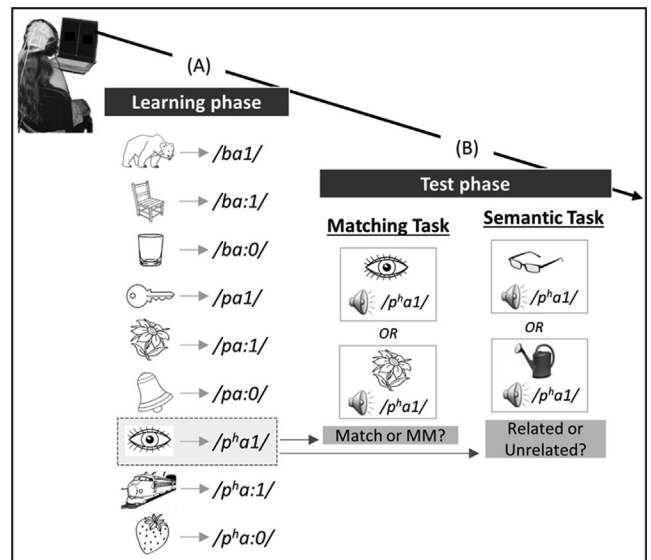 (A)
Learning phase
/ba1/
/ba:1/
/ba:0/
/pa1/
/pa:1/
/pa:0/
/pʰa1/
/pʰa:1/
/pʰa:0/
(B)
Test phase
Matching Task
/pʰa1/
OR
/pʰa1/
Match or MM?
Semantic Task
/pʰa1/
OR
/pʰa1/
Related or
Unrelated?